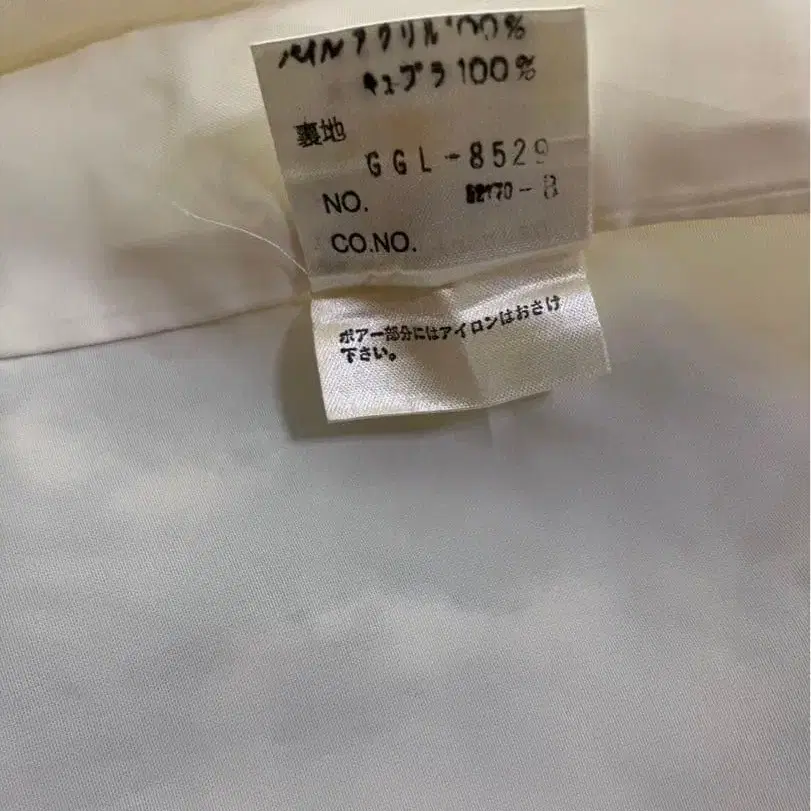 パイルアクリル100%
キュプラ100%
裏地
GGL-8529
NO. 82170-B
CO.NO.
ボアー部分にはアイロンはおさけ
下さい。